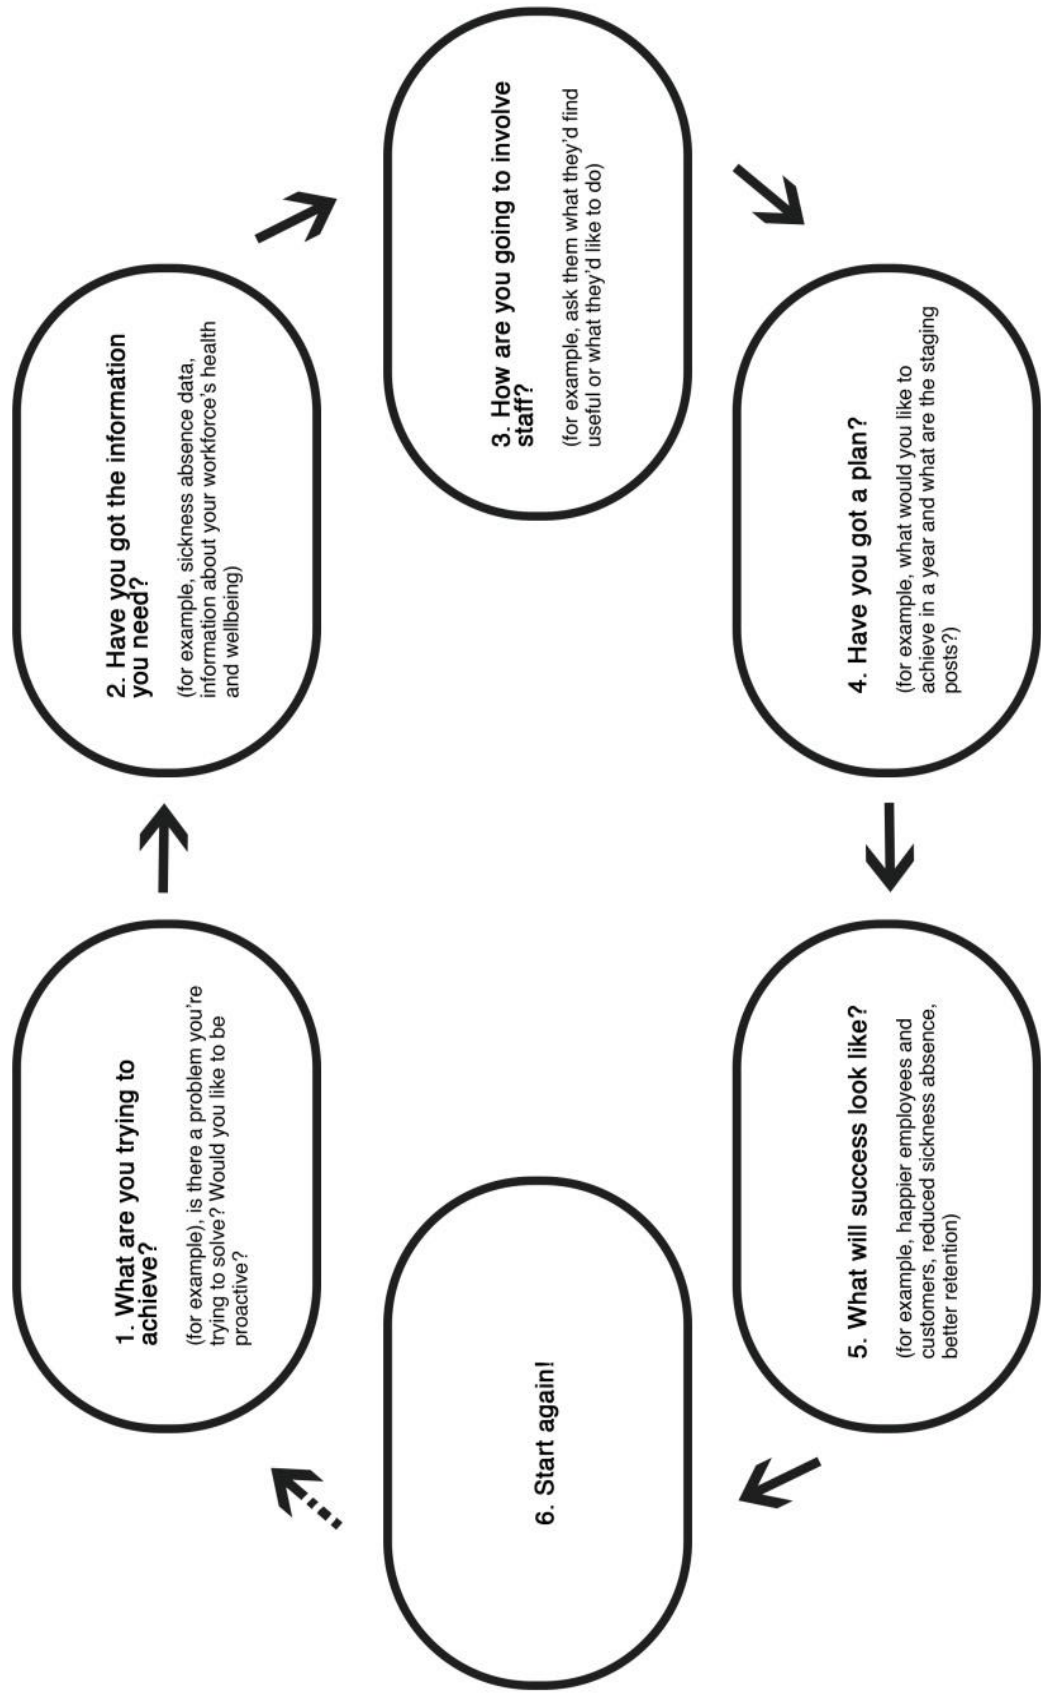 1. What are you trying to
achieve?
(for example), is there a problem you're
trying to solve? Would you like to be
proactive?
2. Have you got the information
you need?
(for example, sickness absence data,
information about your workforce's health
and wellbeing)
3. How are you going to involve
staff?
(for example, ask them what they'd find
useful or what they'd like to do)
4. Have you got a plan?
(for example, what would you like to
achieve in a year and what are the staging
posts?)
5. What will success look like?
(for example, happier employees and
customers, reduced sickness absence,
better retention)
6. Start again!